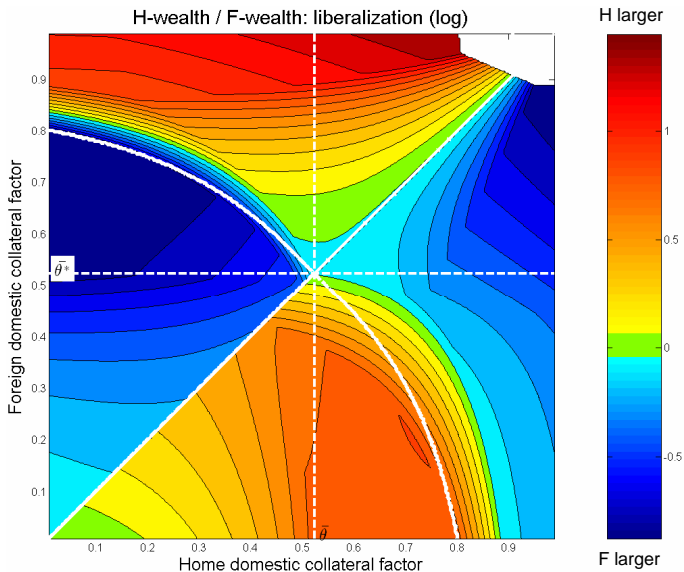 H-wealth / F-wealth: liberalization (log)
H larger
0.9
0.8
0.7
0.6
0.5
0.4
0.3
0.2
0.1
Foreign domestic collateral factor
θ̄*
θ̄
0.1 0.2 0.3 0.4 0.5 0.6 0.7 0.8 0.9
Home domestic collateral factor
1
0.5
0
-0.5
F larger